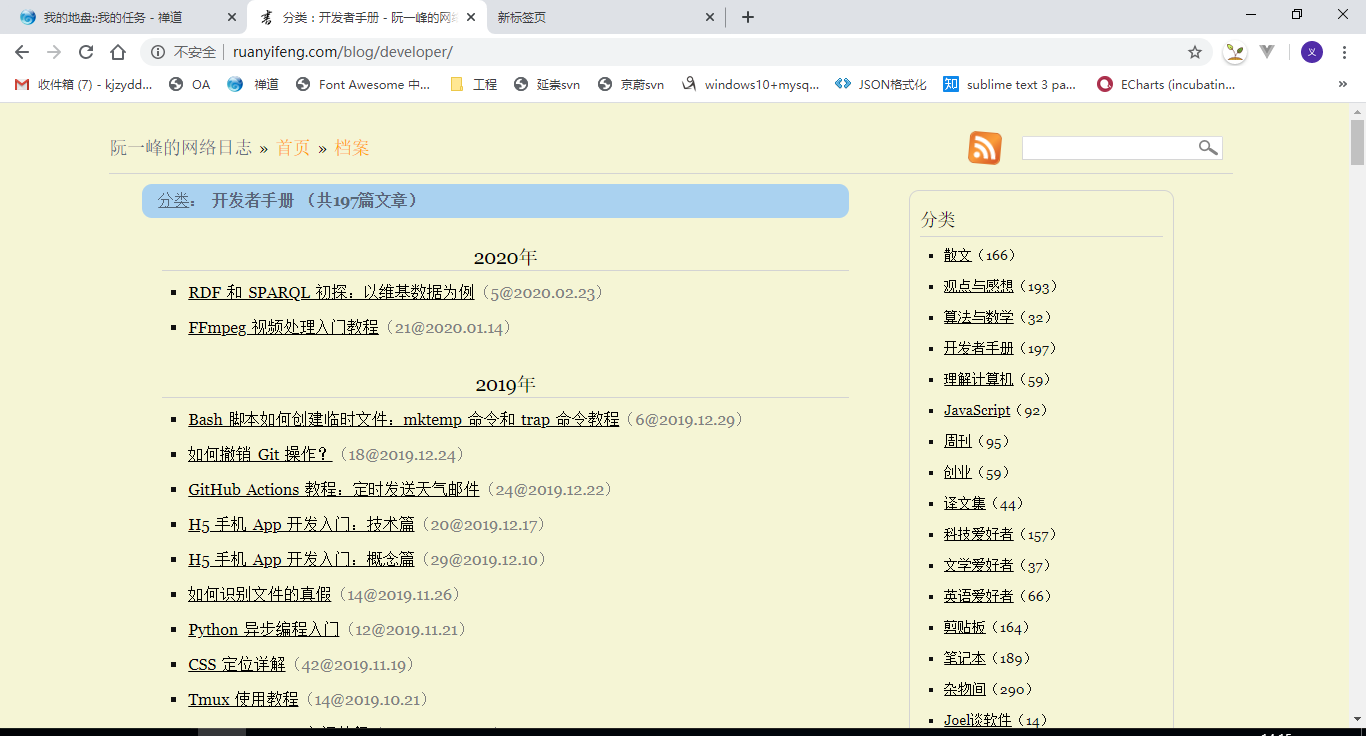 我的地盘::我的任务 - 禅道
分类：开发者手册 - 阮一峰的网
新标签页
不安全 ruanyifeng.com/blog/developer/ 义
收件箱 (7) - kjzydd... OA 禅道 Font Awesome 中... 工程 延崇svn 京蔚svn windows10+mysq... JSON格式化 知 sublime text 3 pa... ECharts (incubatin... »
阮一峰的网络日志 » 首页 » 档案
分类： 开发者手册 （共197篇文章）
2020年
RDF 和 SPARQL 初探：以维基数据为例（5@2020.02.23）
FFmpeg 视频处理入门教程（21@2020.01.14）
2019年
Bash 脚本如何创建临时文件：mktemp 命令和 trap 命令教程（6@2019.12.29）
如何撤销 Git 操作？（18@2019.12.24）
GitHub Actions 教程：定时发送天气邮件（24@2019.12.22）
H5 手机 App 开发入门：技术篇（20@2019.12.17）
H5 手机 App 开发入门：概念篇（29@2019.12.10）
如何识别文件的真假（14@2019.11.26）
Python 异步编程入门（12@2019.11.21）
CSS 定位详解（42@2019.11.19）
Tmux 使用教程（14@2019.10.21）
分类
散文（166）
观点与感想（193）
算法与数学（32）
开发者手册（197）
理解计算机（59）
JavaScript（92）
周刊（95）
创业（59）
译文集（44）
科技爱好者（157）
文学爱好者（37）
英语爱好者（66）
剪贴板（164）
笔记本（189）
杂物间（290）
Joel谈软件（14）